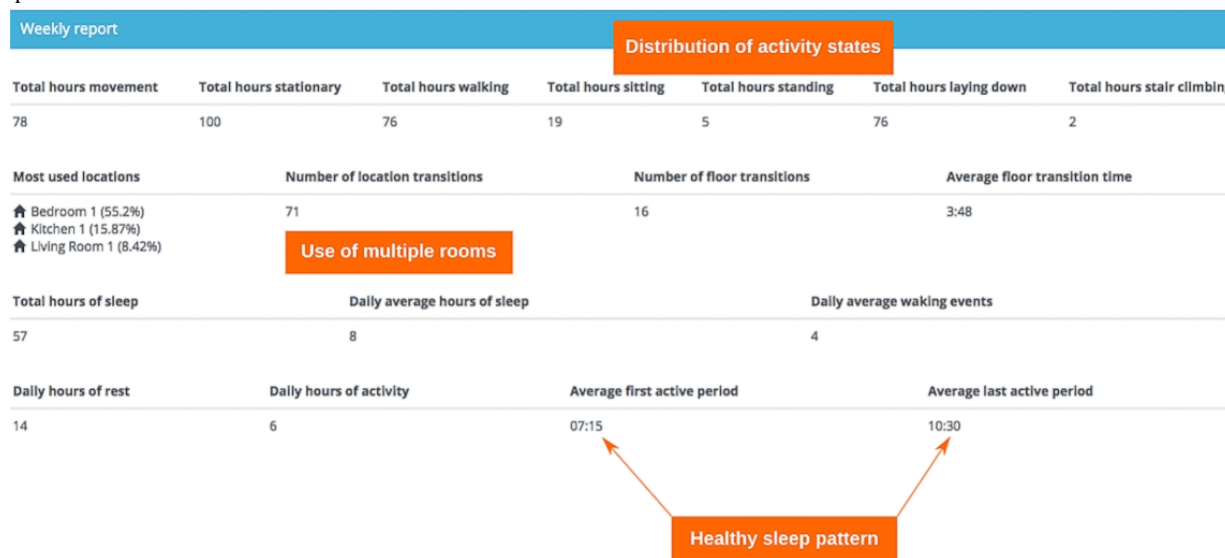 Weekly report
Distribution of activity states
Total hours movement Total hours stationary Total hours walking Total hours sitting Total hours standing Total hours laying down Total hours stair climbing
78 100 76 19 5 76 2
Most used locations Number of location transitions Number of floor transitions Average floor transition time
Bedroom 1 (55.2%) 71 16 3:48
Kitchen 1 (15.87%)
Living Room 1 (8.42%)
Use of multiple rooms
Total hours of sleep Daily average hours of sleep Daily average waking events
57 8 4
Daily hours of rest Daily hours of activity Average first active period Average last active period
14 6 07:15 10:30
Healthy sleep pattern